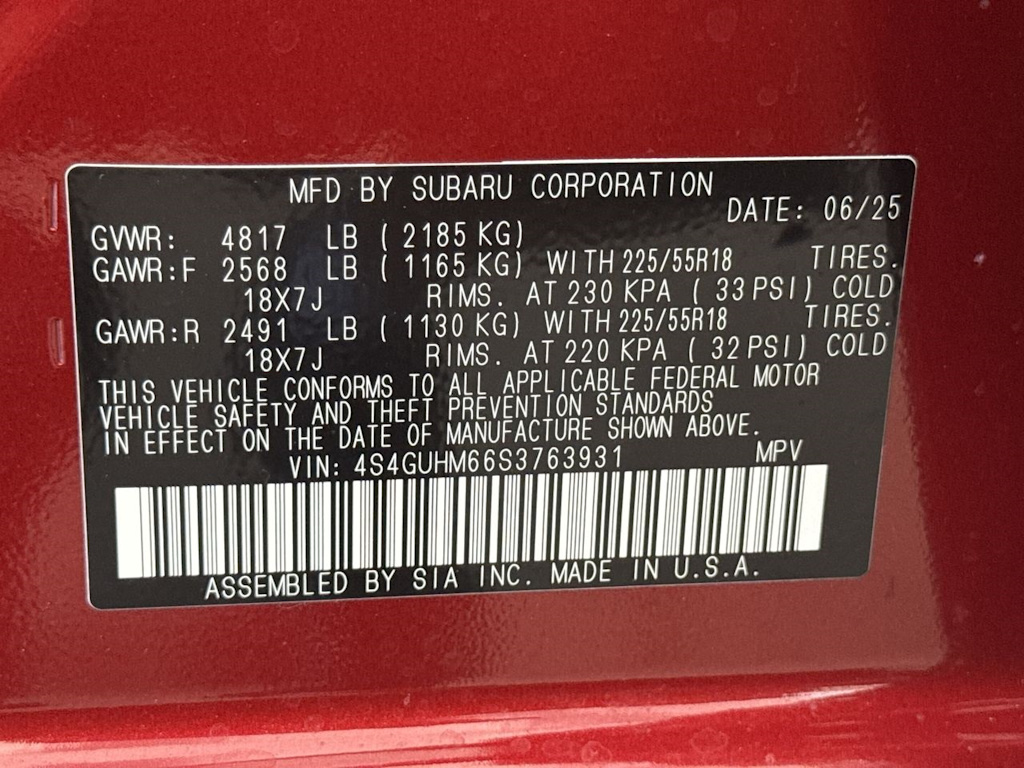 MFD BY SUBARU CORPORATION
DATE: 06/25
GVWR: 4817 LB ( 2185 KG)
GAWR:F 2568 LB ( 1165 KG) WITH 225/55R18 TIRES.
18X7J RIMS. AT 230 KPA ( 33 PSI) COLD
GAWR:R 2491 LB ( 1130 KG) WITH 225/55R18 TIRES.
18X7J RIMS. AT 220 KPA ( 32 PSI) COLD
THIS VEHICLE CONFORMS TO ALL APPLICABLE FEDERAL MOTOR
VEHICLE SAFETY AND THEFT PREVENTION STANDARDS
IN EFFECT ON THE DATE OF MANUFACTURE SHOWN ABOVE.
VIN: 4S4GUHM66S3763931 MPV
ASSEMBLED BY SIA INC. MADE IN U.S.A.